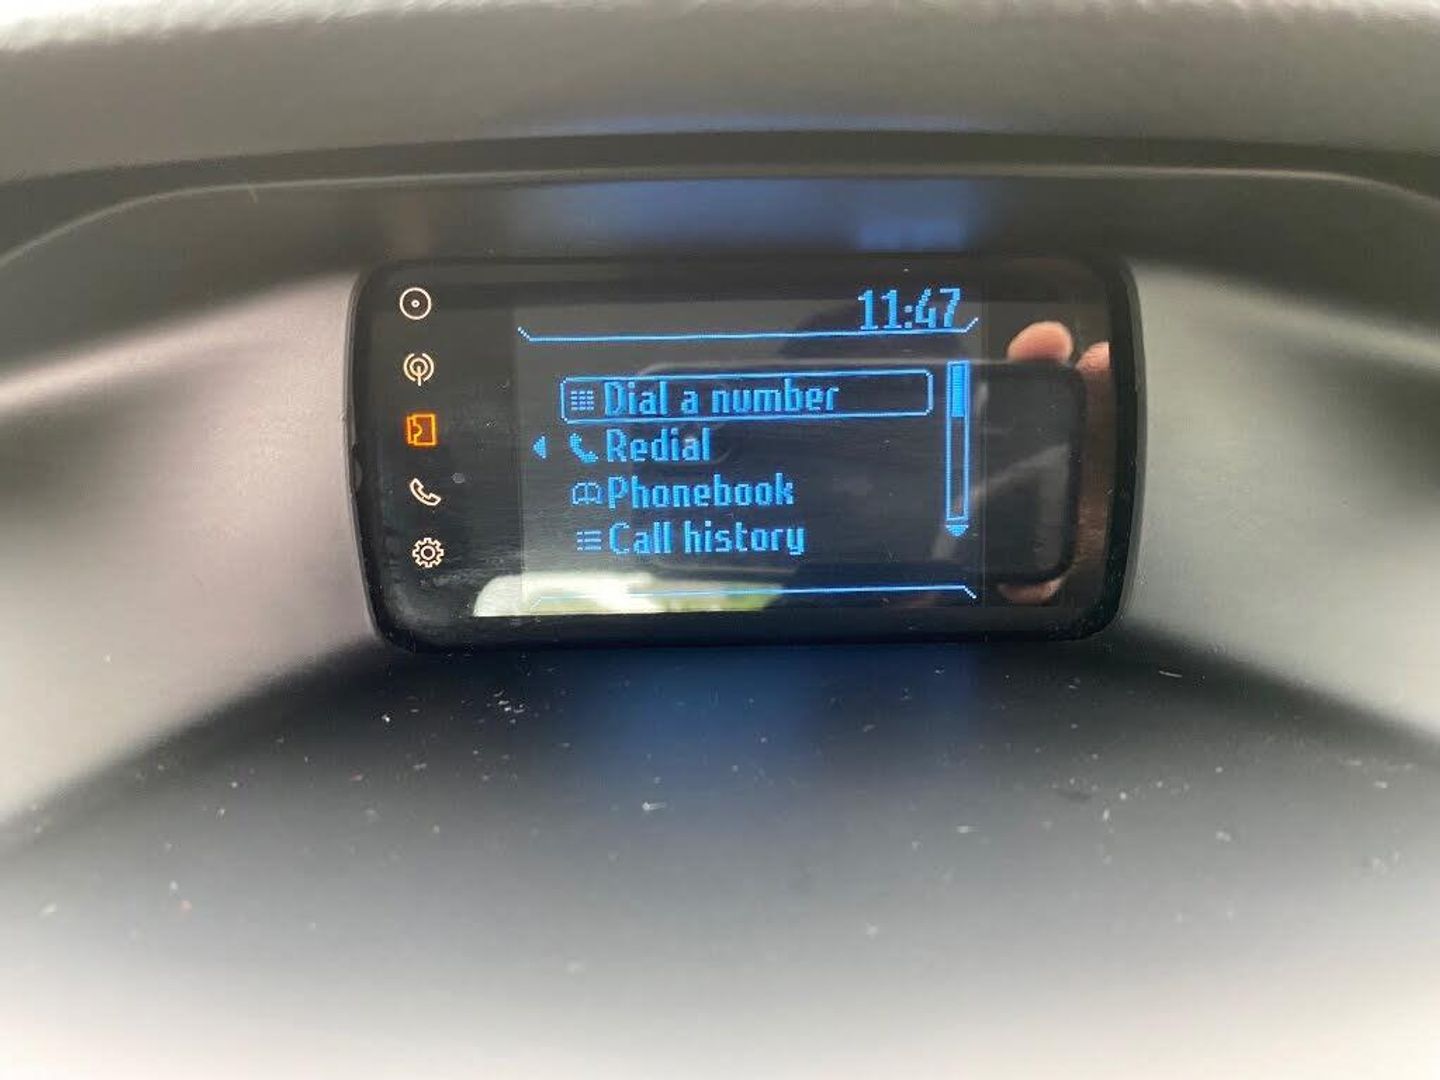 11:47
Dial a number
Redial
Phonebook
Call history